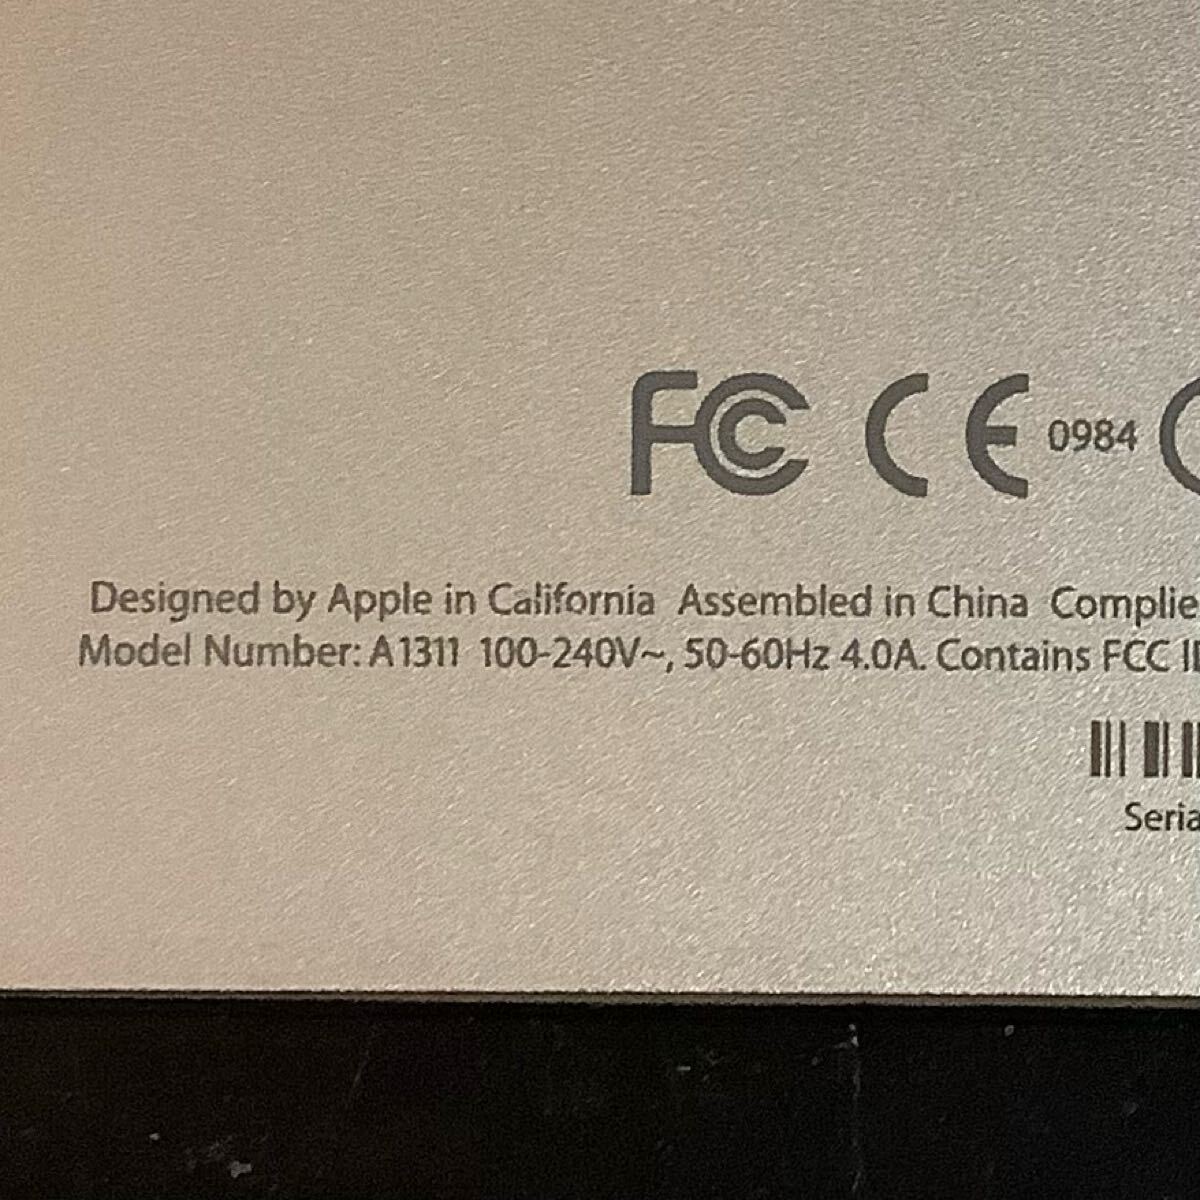 FC CE 0984
Designed by Apple in California Assembled in China
Model Number: A1311 100-240V~, 50-60Hz 4.0A. Contains FCC